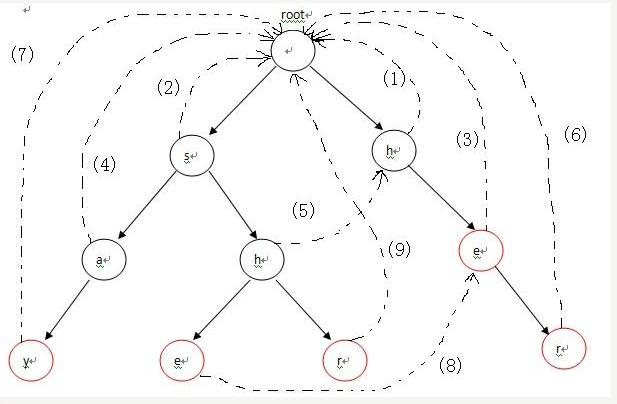 root
(7)
(1)
(2)
(3)
(6)
s
h
(4)
(5)
(9)
a
h
e
y
e
r
r
(8)